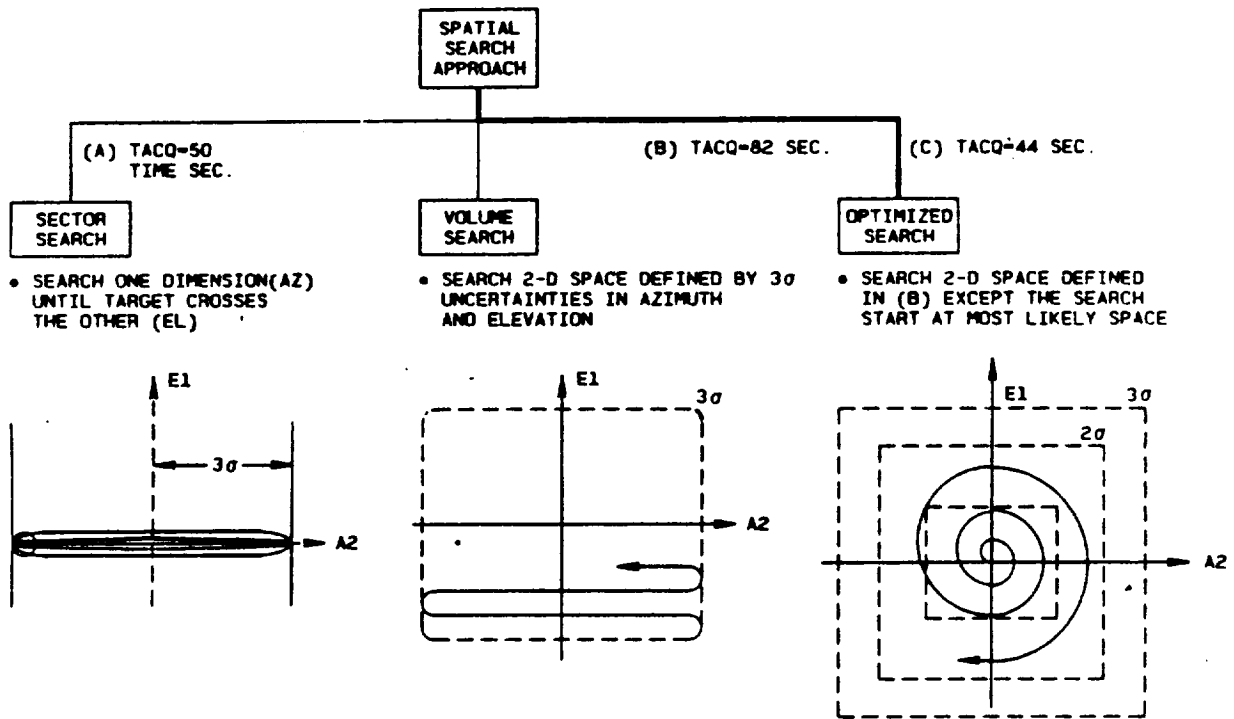 SPATIAL
SEARCH
APPROACH
(A) TACQ=50
TIME SEC.
(B) TACQ=82 SEC.
(C) TACQ=44 SEC.
SECTOR
SEARCH
VOLUME
SEARCH
OPTIMIZED
SEARCH
• SEARCH ONE DIMENSION(AZ)
UNTIL TARGET CROSSES
THE OTHER (EL)
• SEARCH 2-D SPACE DEFINED BY 3σ
UNCERTAINTIES IN AZIMUTH
AND ELEVATION
• SEARCH 2-D SPACE DEFINED
IN (B) EXCEPT THE SEARCH
START AT MOST LIKELY SPACE
El
3σ
A2
El
3σ
A2
El
3σ
2σ
A2